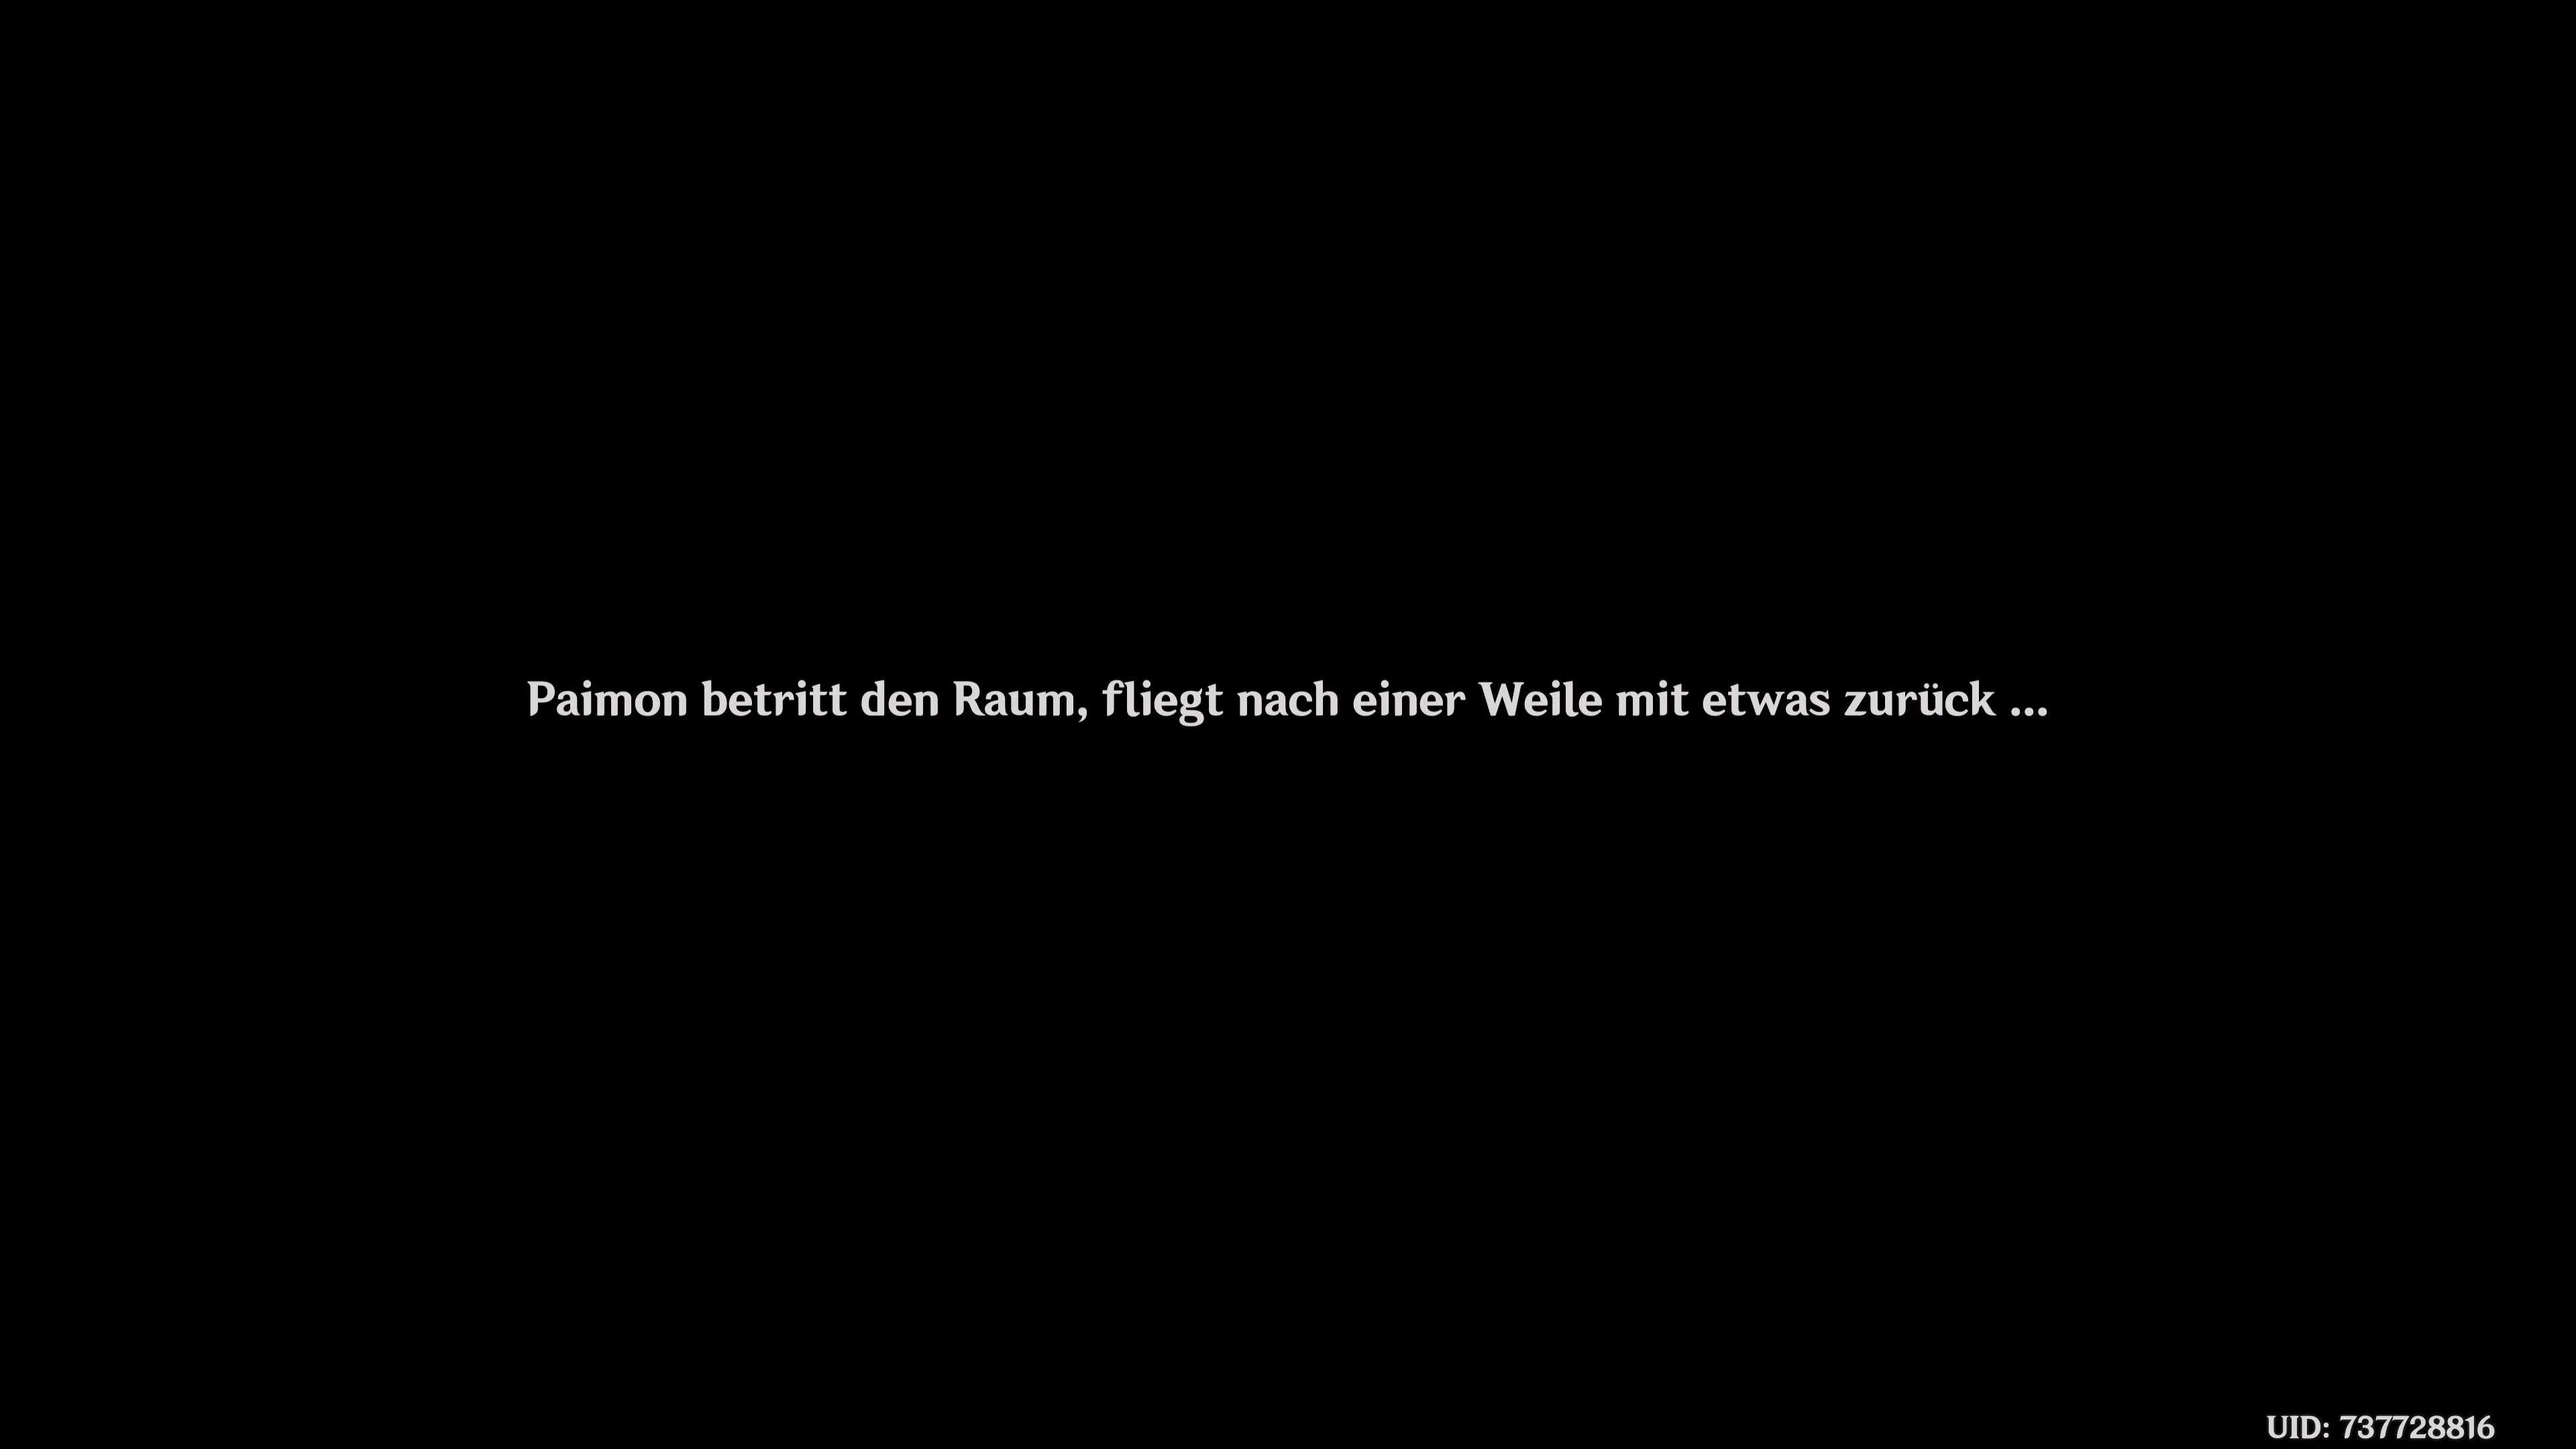 Paimon betritt den Raum, fliegt nach einer Weile mit etwas zurück ...
UID: 737728816